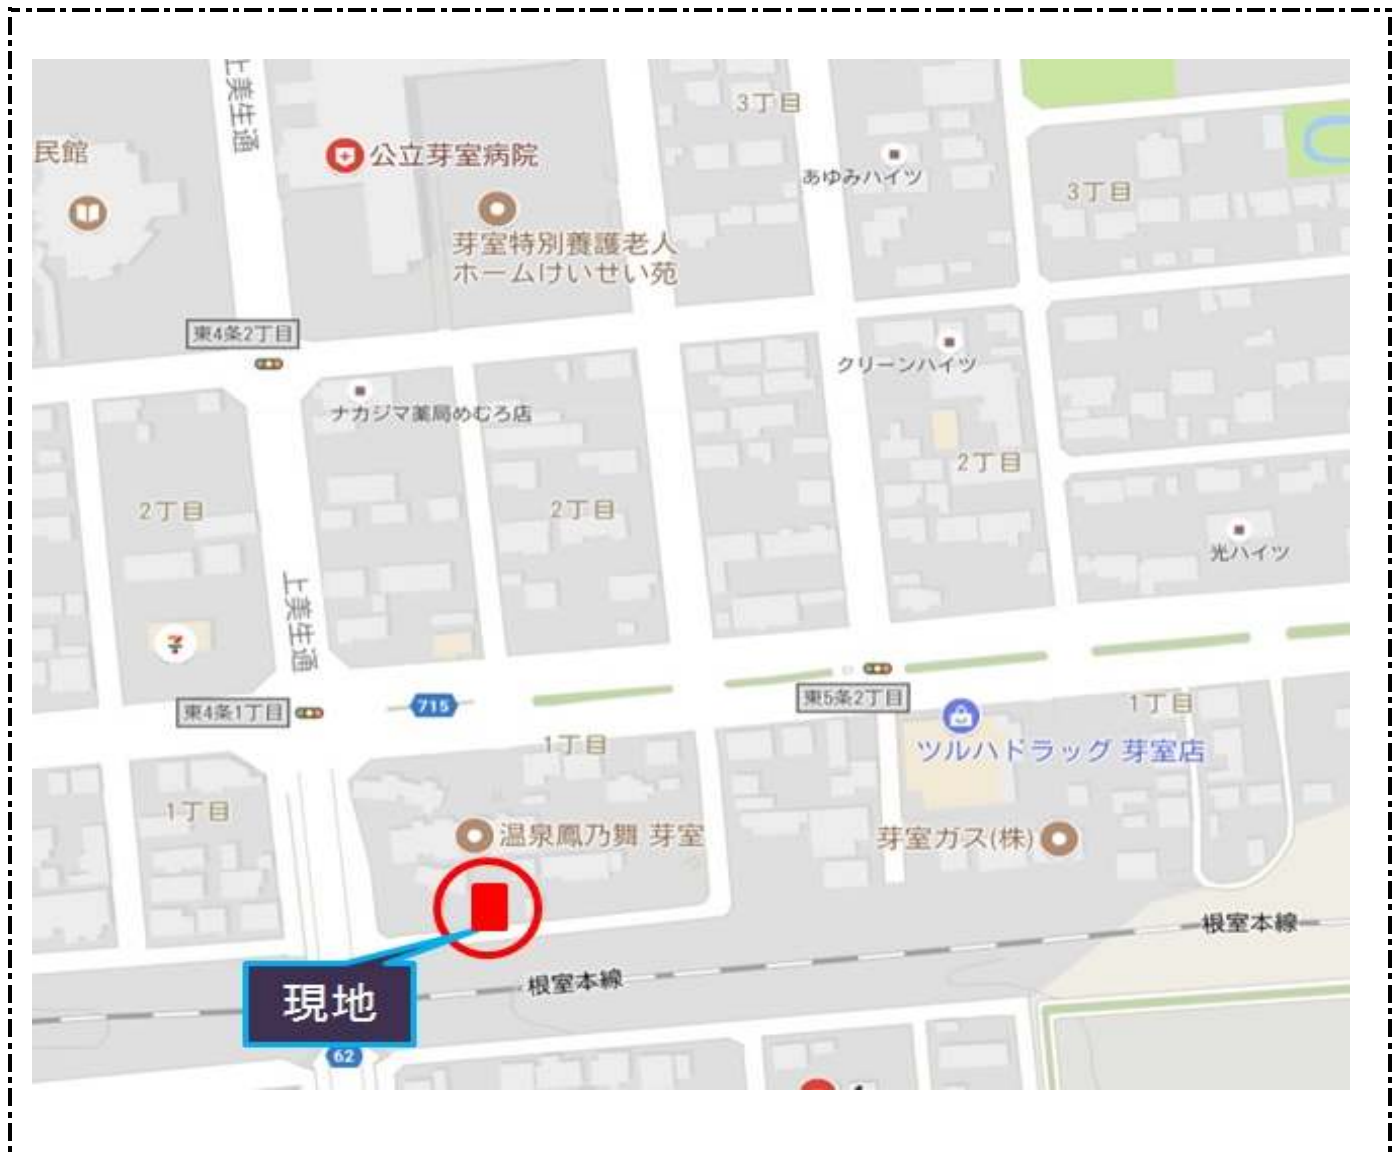 上美生通
3丁目
民館
公立芽室病院
あゆみハイツ
3丁目
芽室特別養護老人
ホームけいせい苑
東4条2丁目
クリーンハイツ
ナカジマ薬局めむろ店
2丁目
2丁目
2丁目
光ハイツ
上美生通
東4条1丁目
715
東5条2丁目
1丁目
1丁目
ツルハドラッグ 芽室店
1丁目
温泉鳳乃舞 芽室
芽室ガス(株)
根室本線
根室本線
現地
62